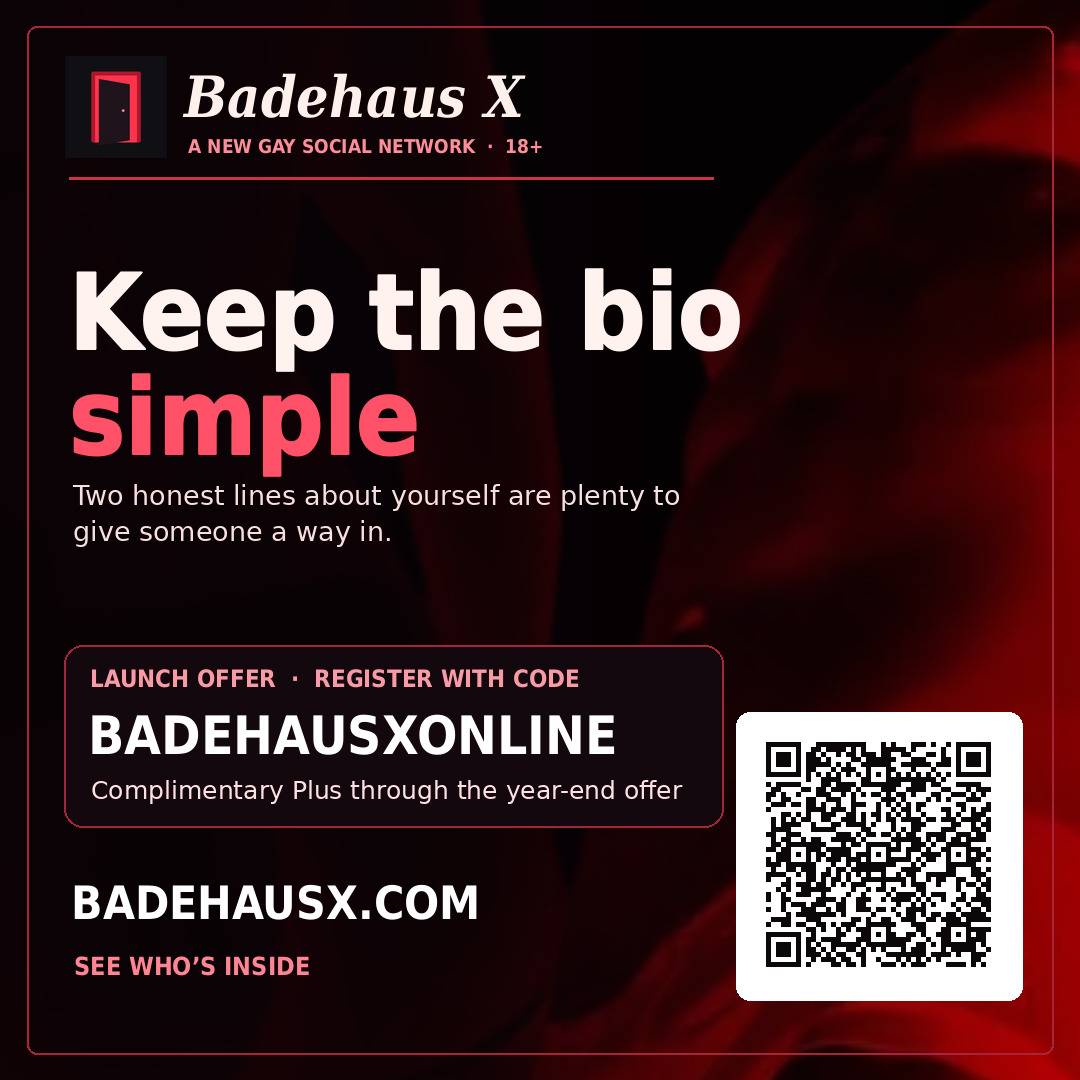 Badehaus X
A NEW GAY SOCIAL NETWORK · 18+
Keep the bio
simple
Two honest lines about yourself are plenty to
give someone a way in.
LAUNCH OFFER · REGISTER WITH CODE
BADEHAUSXONLINE
Complimentary Plus through the year-end offer
BADEHAUSX.COM
SEE WHO’S INSIDE